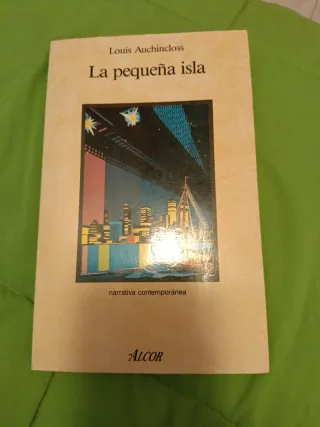 Louis Auchincloss
La pequeña isla
narrativa contemporánea
ALCOR